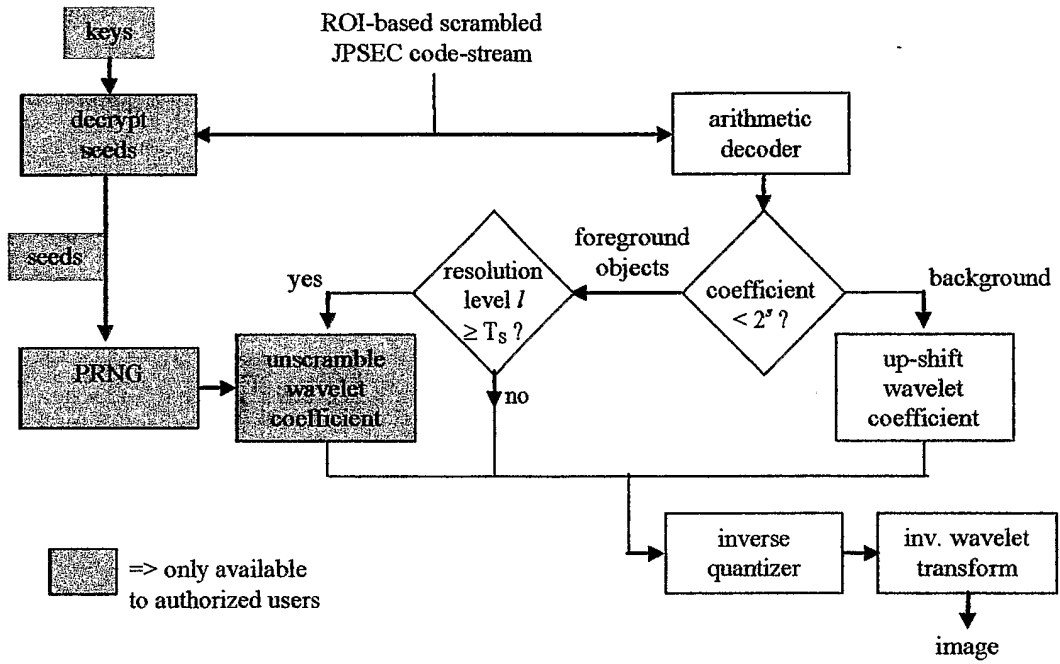 keys
ROI-based scrambled
JPSEC code-stream
decrypt
seeds
arithmetic
decoder
seeds
foreground
objects
yes
resolution
level l
≥ T_S ?
coefficient
< 2^s ?
background
PRNG
unscramble
wavelet
coefficient
no
up-shift
wavelet
coefficient
inverse
quantizer
inv. wavelet
transform
=> only available
to authorized users
image